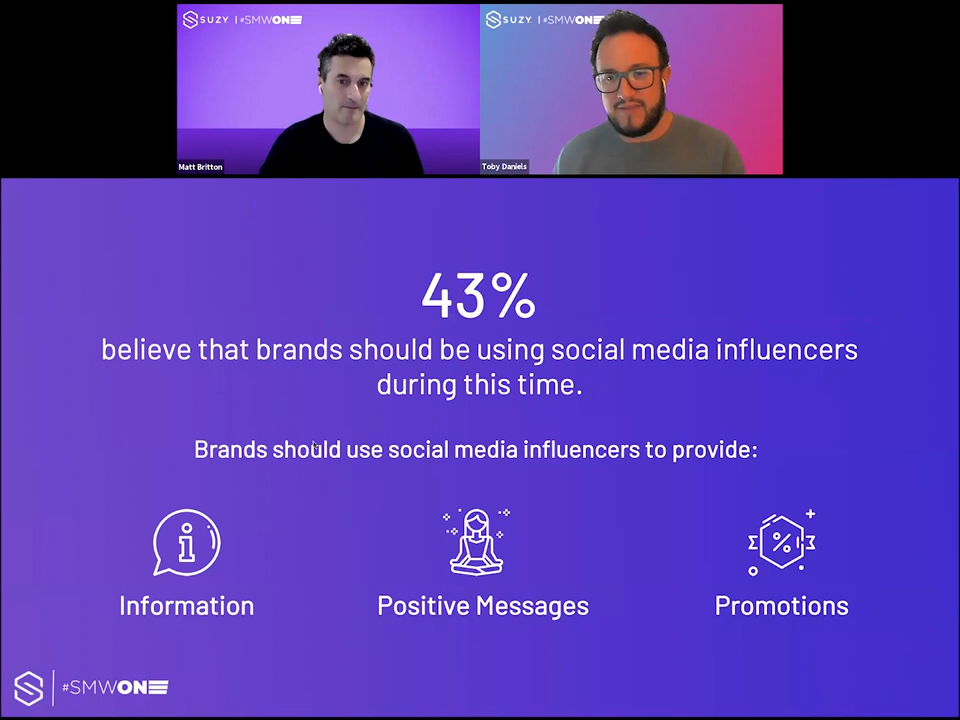 SUZY | #SMWONE
SUZY | #SMWONE
Matt Britton
Toby Daniels
43%
believe that brands should be using social media influencers
during this time.
Brands should use social media influencers to provide:
i
%
Information
Positive Messages
Promotions
#SMWONE